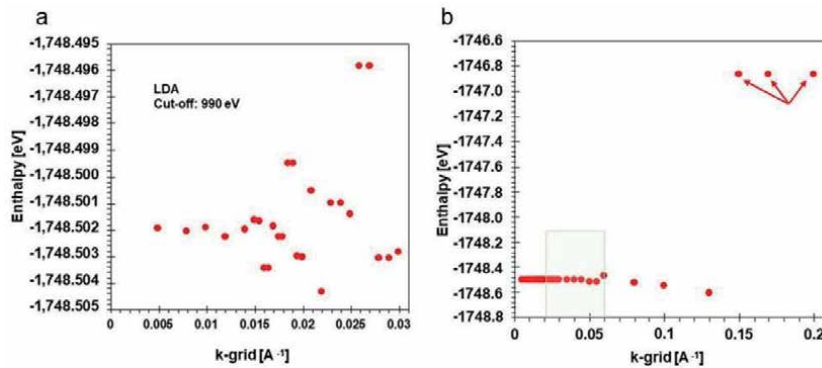 a
-1,748.495
-1,748.496
-1,748.497
-1,748.498
-1,748.499
-1,748.500
-1,748.501
-1,748.502
-1,748.503
-1,748.504
-1,748.505
Enthalpy [eV]
LDA
Cut-off: 990 eV
0 0.005 0.01 0.015 0.02 0.025 0.03
k-grid [A⁻¹]
b
-1746.6
-1746.8
-1747.0
-1747.2
-1747.4
-1747.6
-1747.8
-1748.0
-1748.2
-1748.4
-1748.6
-1748.8
Enthalpy [eV]
0 0.05 0.1 0.15 0.2
k-grid [A⁻¹]